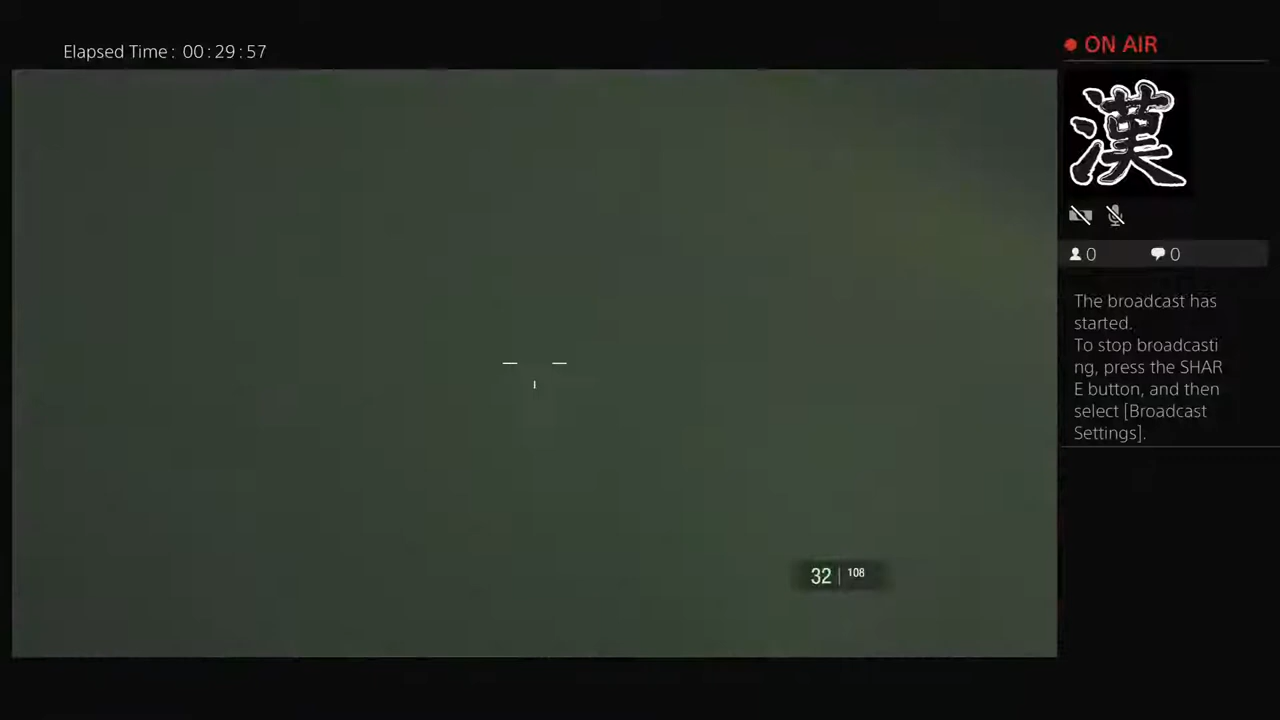 Elapsed Time: 00:29:57
ON AIR
漢
0 0
The broadcast has
started.
To stop broadcasti
ng, press the SHAR
E button, and then
select [Broadcast
Settings].
32 | 108